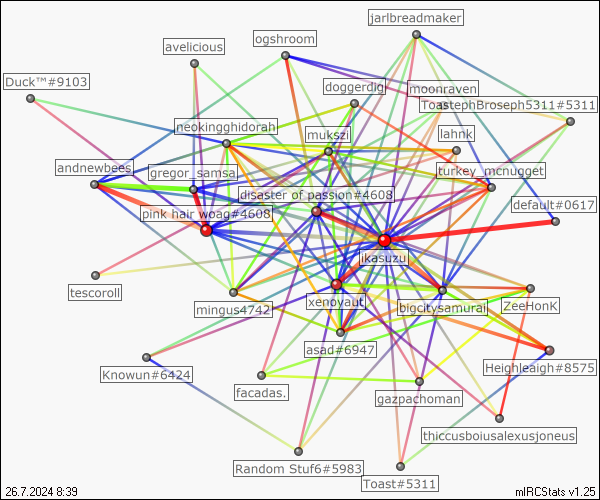 jarlbreadmaker
ogshroom
avelicious
Duck™#9103
doggerdig
moonraven
ToastephBroseph5311#5311
neokingghidorah
mukszi
lahnk
andnewbees
gregor_samsa
turkey_mcnugget
disaster of passion#4608
pink hair woag#4608
default#0617
ikasuzu
tescoroll
mingus4742
xenoyaut
bigcitysamurai
ZeeHonK
asad#6947
Knowun#6424
Heighleaigh#8575
facadas.
gazpachoman
thiccusboiusalexusjoneus
Random Stuf6#5983
Toast#5311
26.7.2024 8:39
mIRCStats v1.25